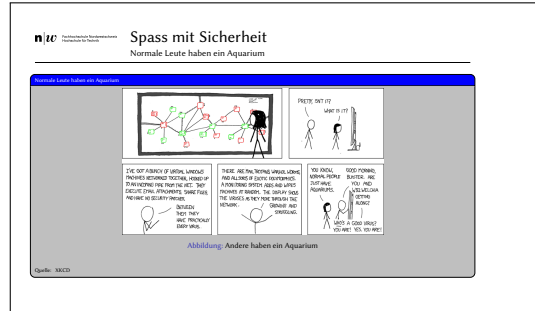 n|w Fachhochschule Nordwestschweiz
Hochschule für Technik
Spass mit Sicherheit
Normale Leute haben ein Aquarium
Normale Leute haben ein Aquarium
PRETTY, ISN'T IT?
WHAT IS IT?
I'VE GOT A BUNCH OF VIRTUAL WINDOWS
MACHINES NETWORKED TOGETHER, HOOKED UP
TO AN INCOMING PIPE FROM THE NET. THEY
EXECUTE EMAIL ATTACHMENTS, SHARE FILES,
AND HAVE NO SECURITY PATCHES.
BETWEEN
THEM THEY
HAVE PRACTICALLY
EVERY VIRUS.
THERE ARE MAILTROJANS, WARHOL WORMS,
AND ALL SORTS OF EXOTIC POLYMORPHICS.
A MONITORING SYSTEM ADDS AND WIPES
MACHINES AT RANDOM. THE DISPLAY SHOWS
THE VIRUSES AS THEY MOVE THROUGH THE
NETWORK,
GROWING AND
STRUGGLING.
YOU KNOW,
NORMAL PEOPLE
JUST HAVE
AQUARIUMS.
GOOD MORNING,
BLASTER. ARE
YOU AND
W32.WELCHIA
GETTING
ALONG?
WHO'S A GOOD VIRUS?
YOU ARE! YES, YOU ARE!
Abbildung: Andere haben ein Aquarium
Quelle: XKCD